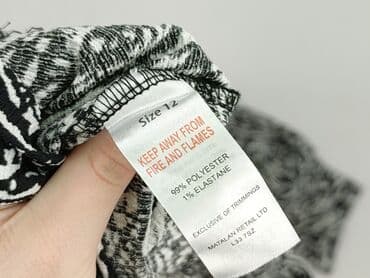 Size 12
KEEP AWAY FROM
FIRE AND FLAMES
99% POLYESTER
1% ELASTANE
EXCLUSIVE OF TRIMMINGS
MATALAN RETAIL LTD
L33 7SZ